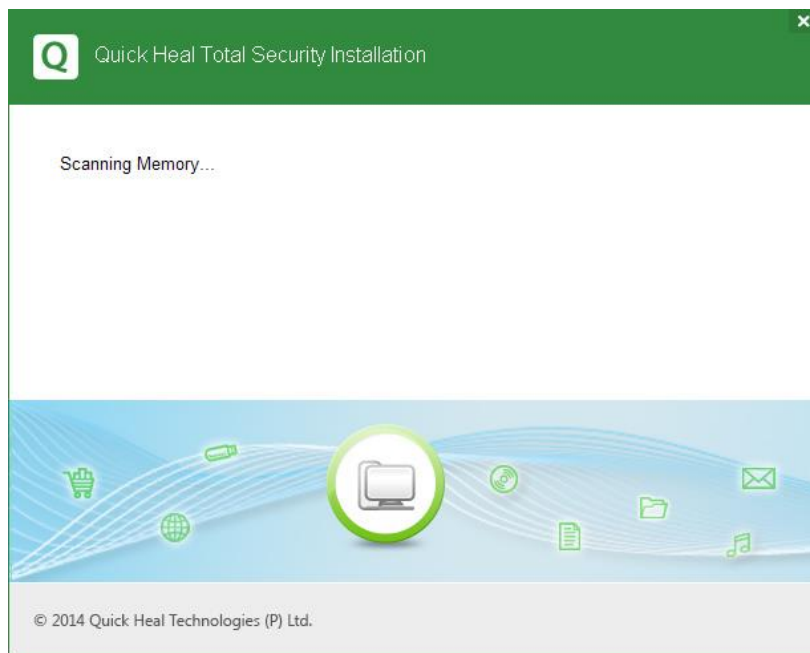 Q Quick Heal Total Security Installation
Scanning Memory...
© 2014 Quick Heal Technologies (P) Ltd.